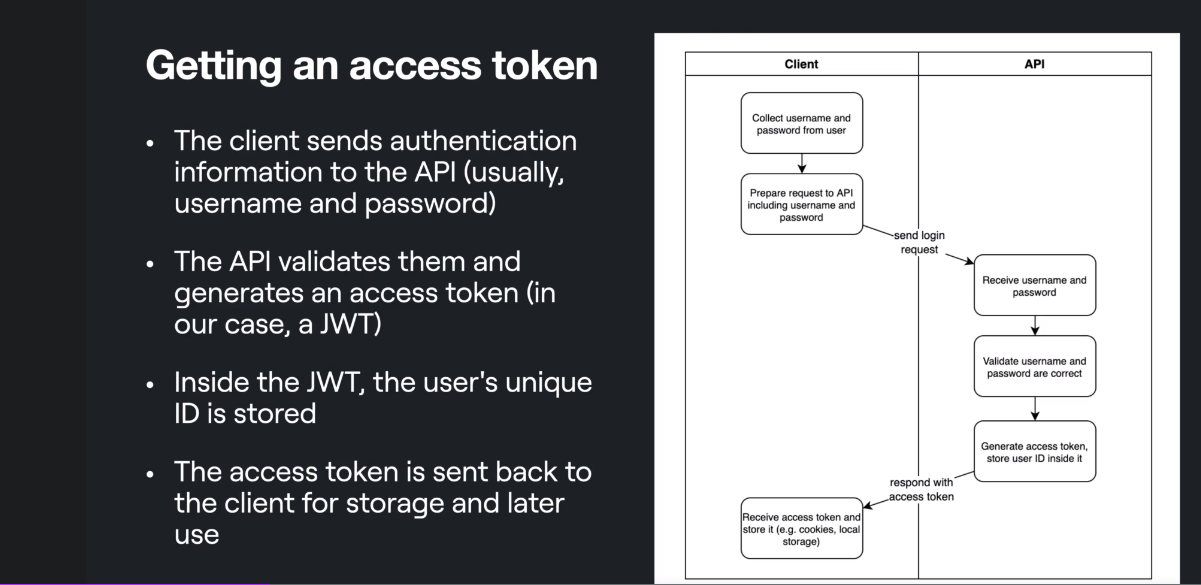 Getting an access token
• The client sends authentication
information to the API (usually,
username and password)
• The API validates them and
generates an access token (in
our case, a JWT)
• Inside the JWT, the user's unique
ID is stored
• The access token is sent back to
the client for storage and later
use
Client
API
Collect username and
password from user
Prepare request to API
including username and
password
send login
request
Receive username and
password
Validate username and
password are correct
Generate access token,
store user ID inside it
respond with
access token
Receive access token and
store it (e.g. cookies, local
storage)